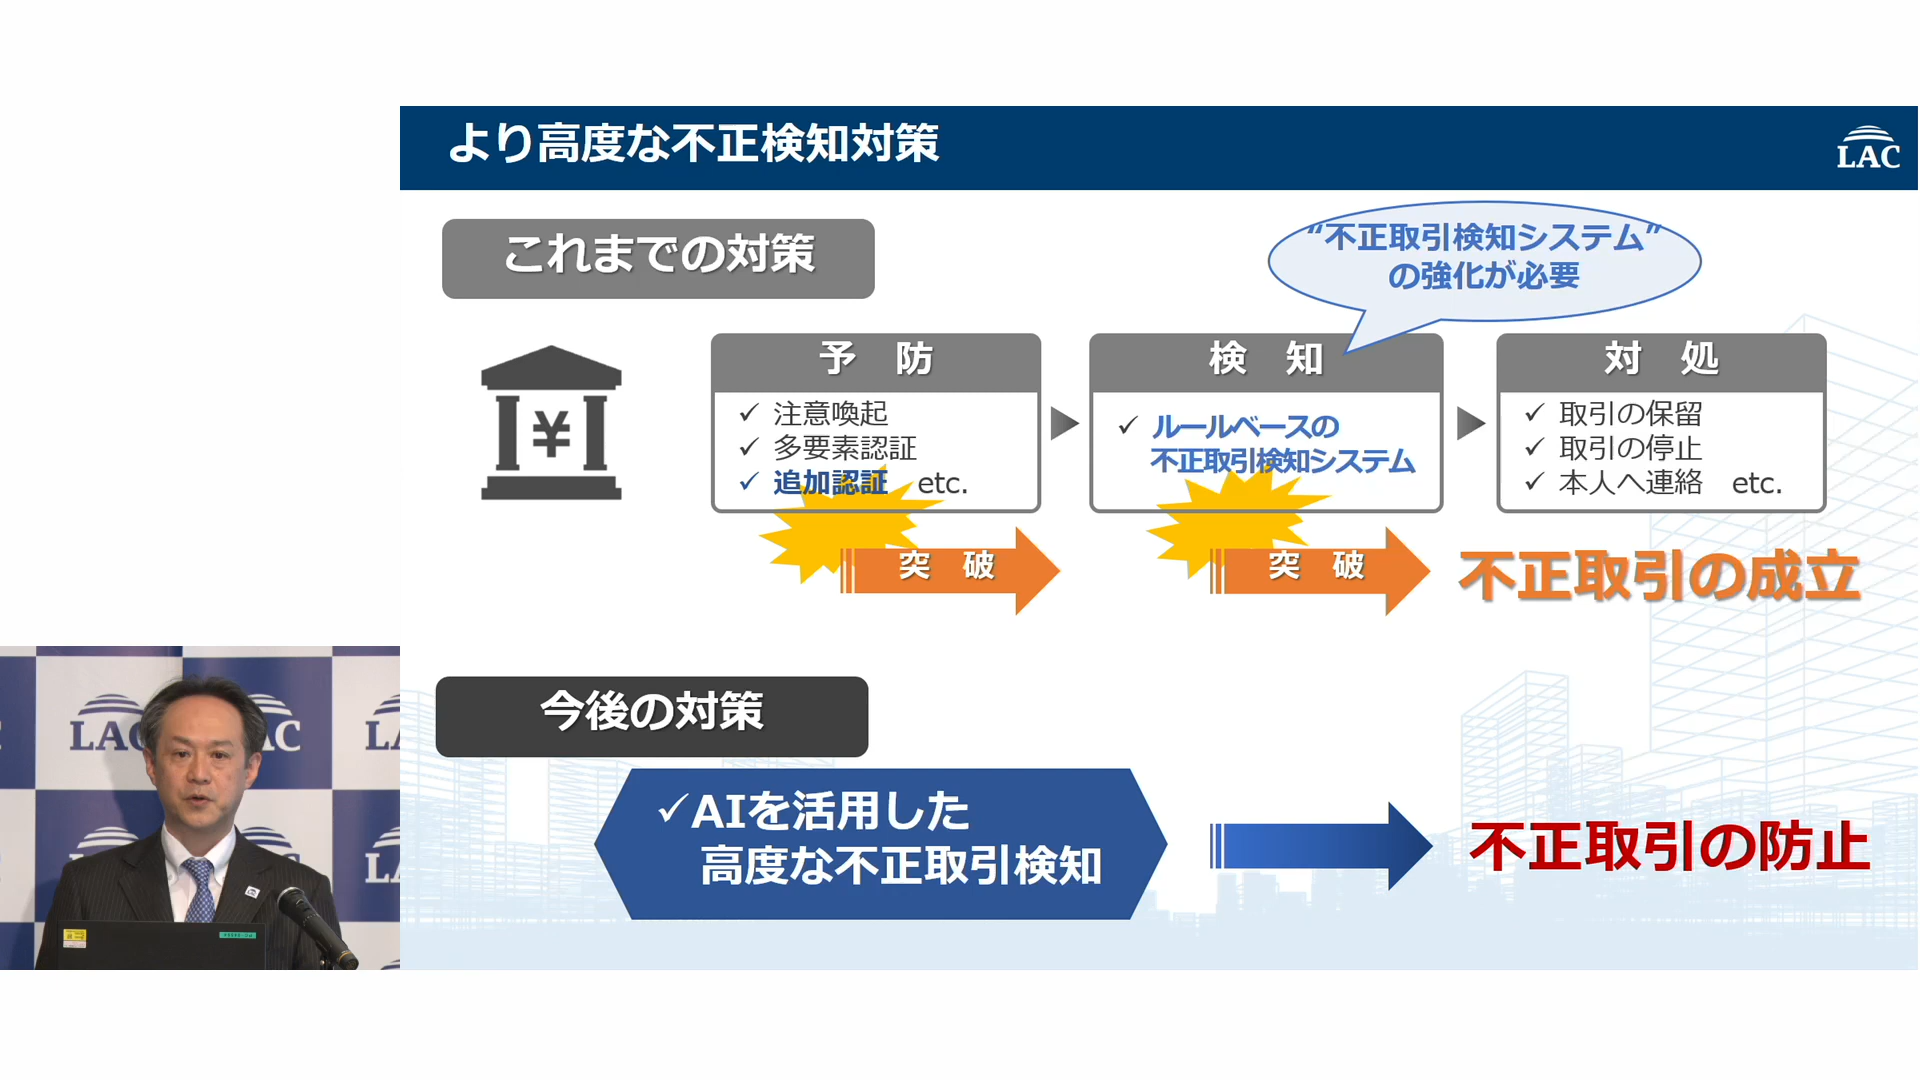 より高度な不正検知対策
LAC
これまでの対策
“不正取引検知システム”
の強化が必要
予 防
✓ 注意喚起
✓ 多要素認証
✓ 追加認証 etc.
検 知
✓ ルールベースの
不正取引検知システム
対 処
✓ 取引の保留
✓ 取引の停止
✓ 本人へ連絡 etc.
¥
突 破
突 破
不正取引の成立
今後の対策
✓AIを活用した
高度な不正取引検知
不正取引の防止
LAC
LAC